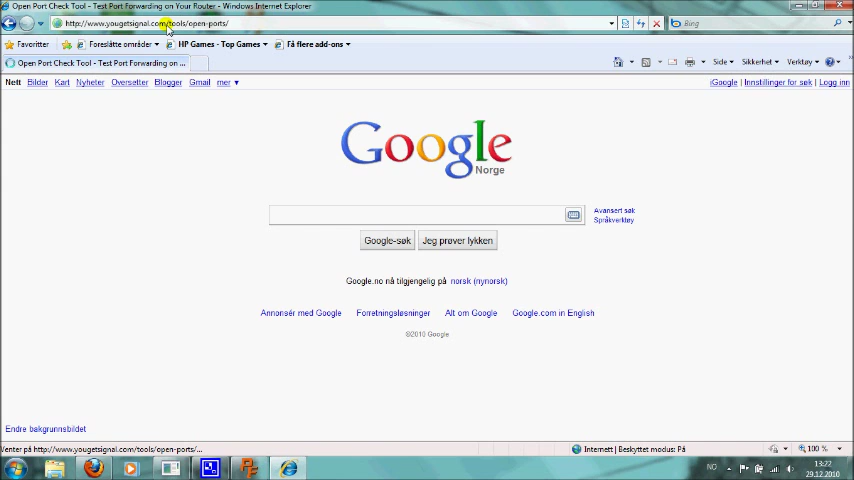 Open Port Check Tool - Test Port Forwarding on Your Router - Windows Internet Explorer
http://www.yougetsignal.com/tools/open-ports/
Bing
Favoritter
Foreslåtte områder
HP Games - Top Games
Få flere add-ons
Open Port Check Tool - Test Port Forwarding on ...
Side
Sikkerhet
Verktøy
Nett Bilder Kart Nyheter Oversetter Blogger Gmail mer
iGoogle | Innstillinger for søk | Logg inn
Google
Norge
Avansert søk
Språkverktøy
Google-søk
Jeg prøver lykken
Google.no nå tilgjengelig på norsk (nynorsk)
Annonsér med Google Forretningsløsninger Alt om Google Google.com in English
©2010 Google
Endre bakgrunnsbildet
Venter på http://www.yougetsignal.com/tools/open-ports/...
Internett | Beskyttet modus: På
100 %
NO
13:22
29.12.2010